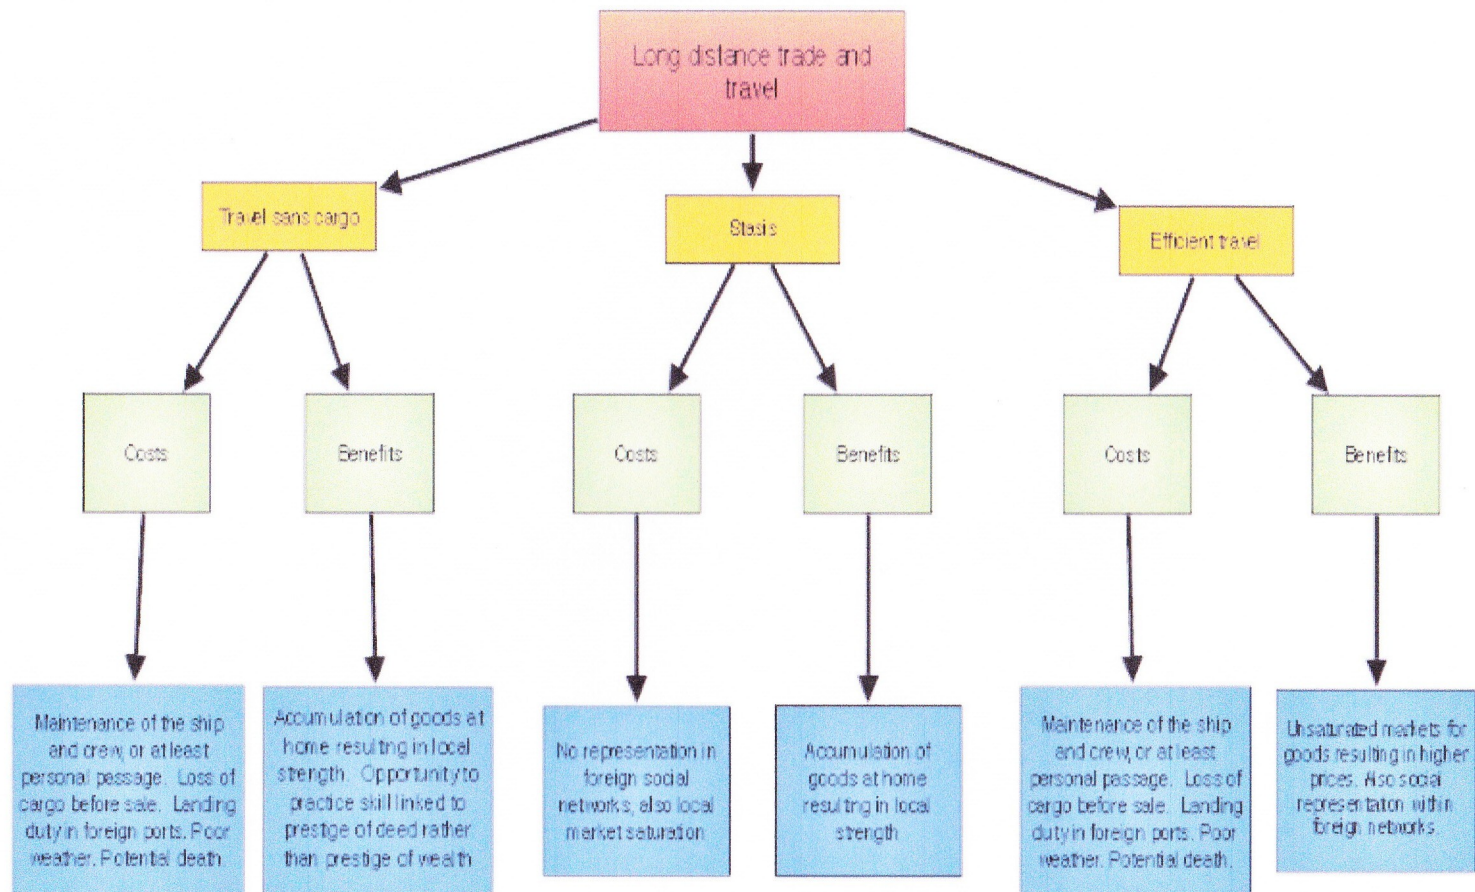 Long distance trade and
travel
Travel sans cargo
Stasis
Efficient travel
Costs
Benefits
Costs
Benefits
Costs
Benefits
Maintenance of the ship
and crew, or at least
personal passage. Loss of
cargo before sale. Landing
duty in foreign ports. Poor
weather. Potential death.
Accumulation of goods at
home resulting in local
strength. Opportunity to
practice skill linked to
prestige of deed rather
than prestige of wealth
No representation in
foreign social
networks, also local
market saturation
Accumulation of
goods at home
resulting in local
strength
Maintenance of the ship
and crew, or at least
personal passage. Loss of
cargo before sale. Landing
duty in foreign ports. Poor
weather. Potential death.
Unsaturated markets for
goods resulting in higher
prices. Also social
representation within
foreign networks.